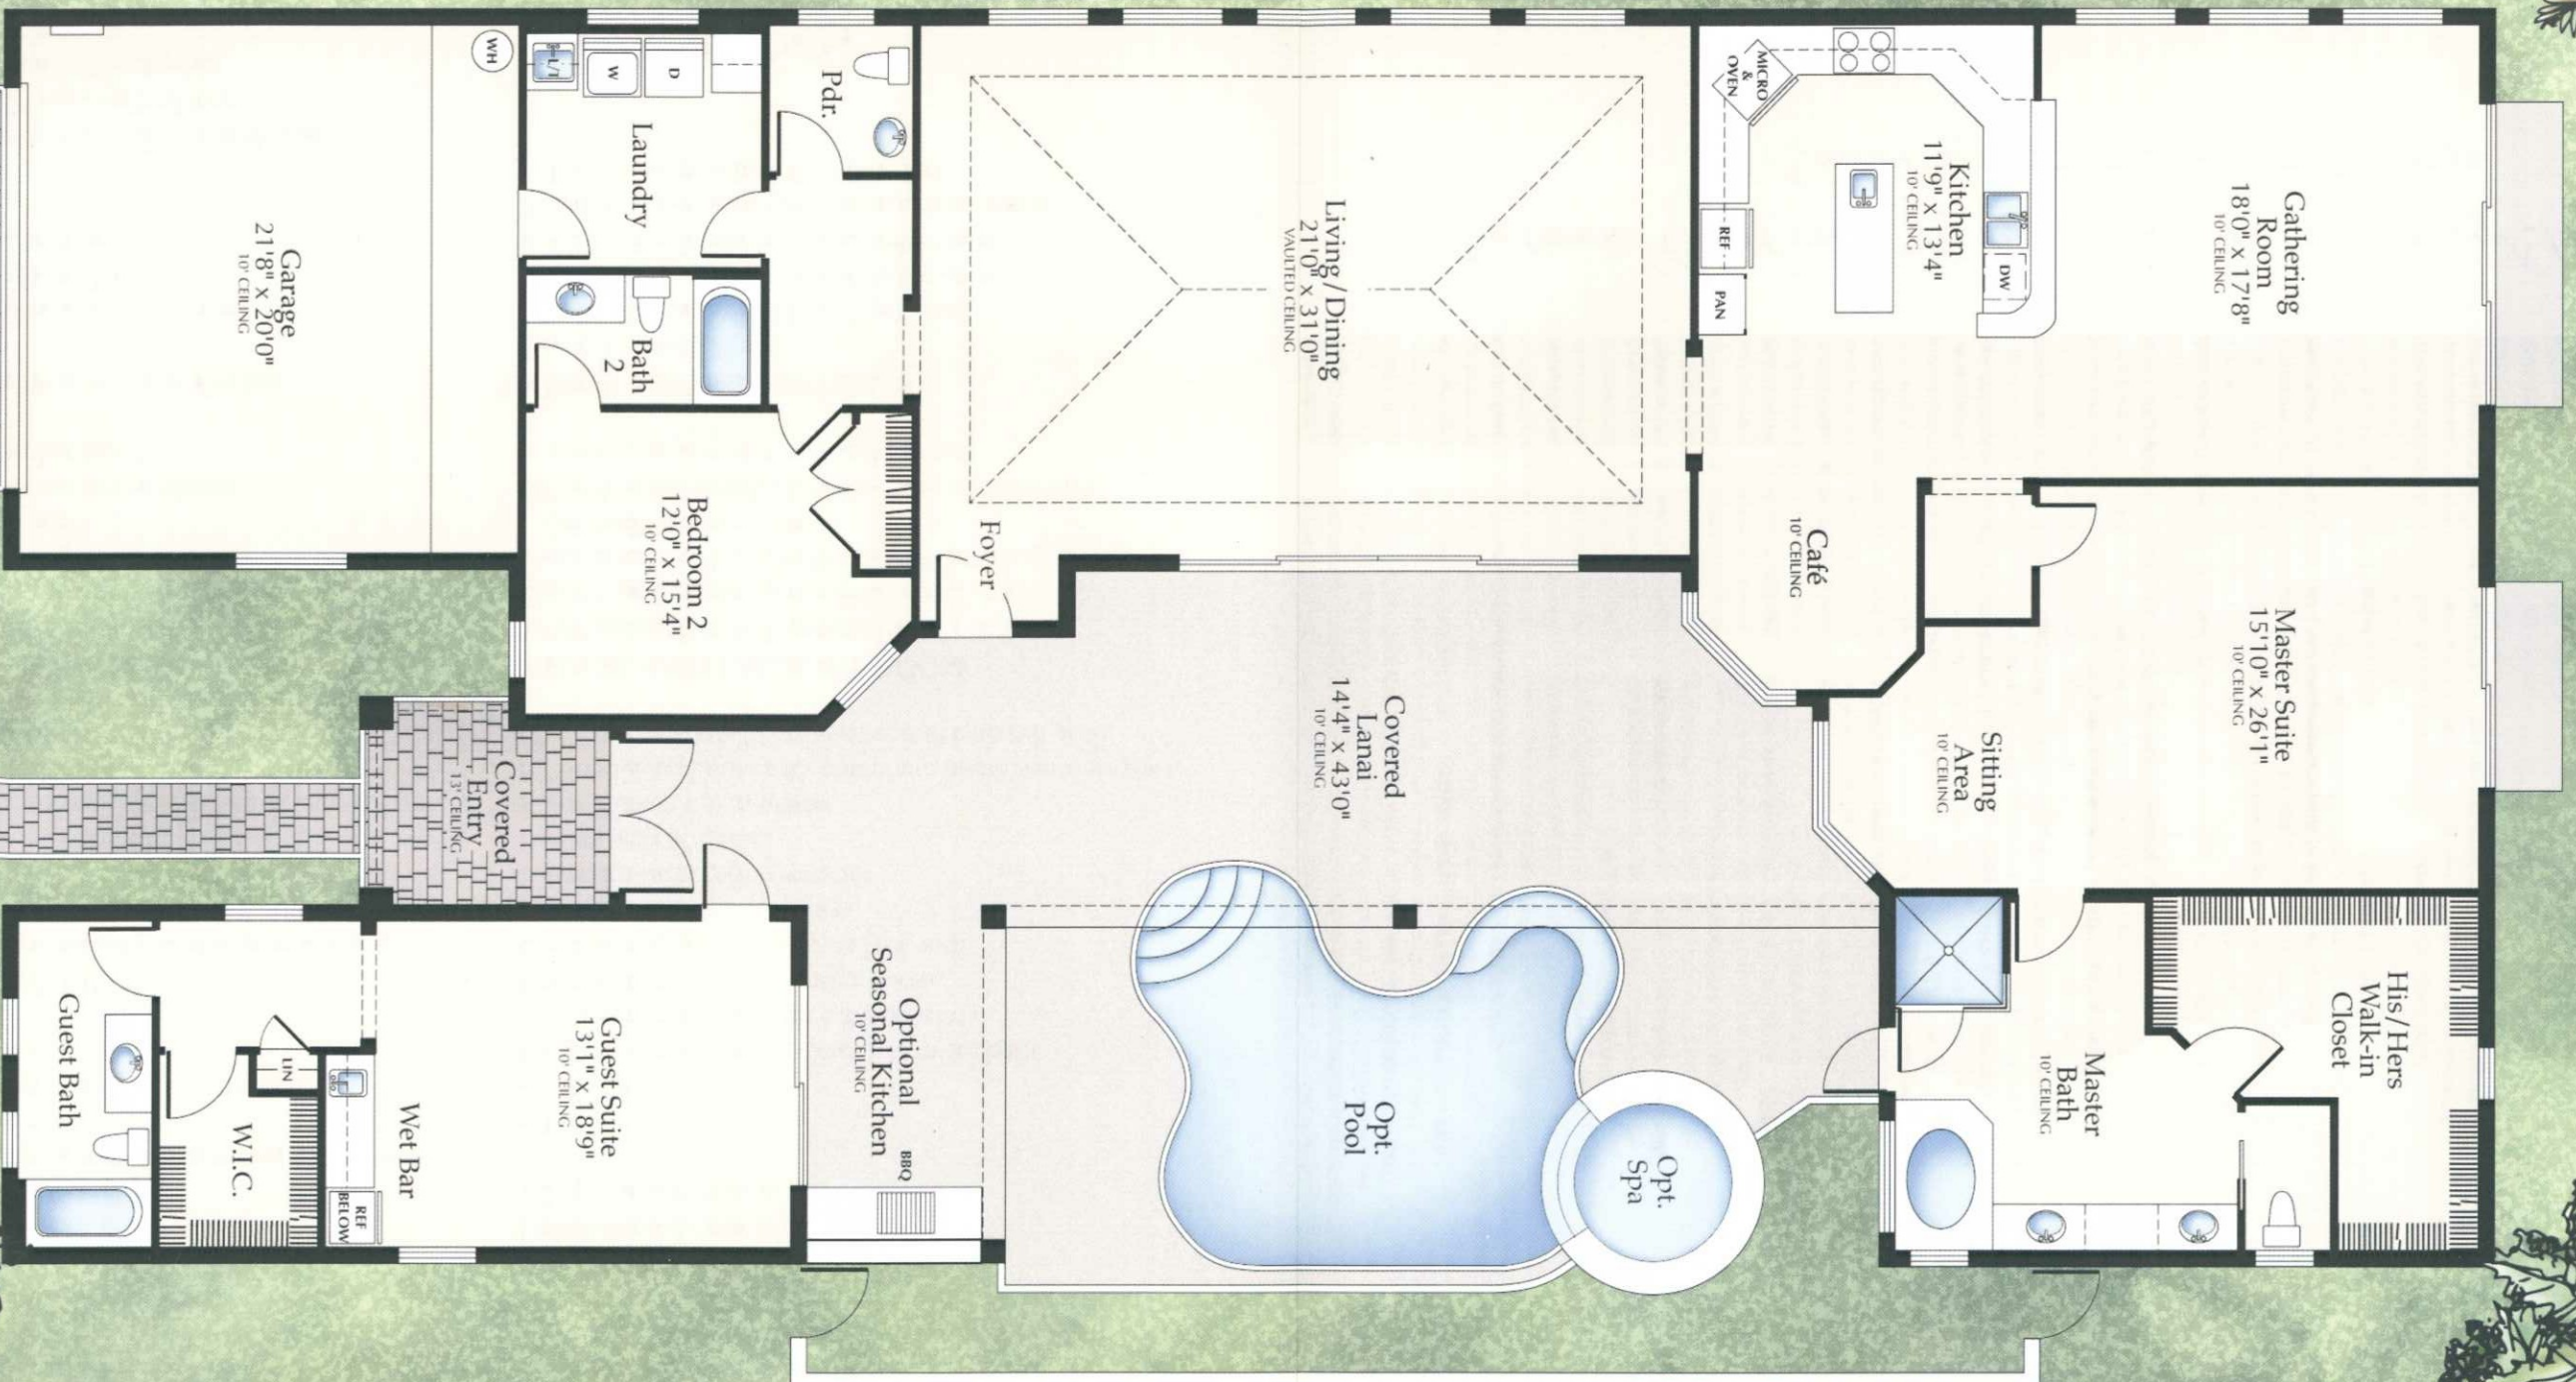 Gathering
Room
18'0" x 17'8"
10' CEILING
Master Suite
15'10" x 26'1"
10' CEILING
His/Hers
Walk-in
Closet
Kitchen
11'9" x 13'4"
10' CEILING
MICRO
&
OVEN
REF
PAN
DW
Café
10' CEILING
Sitting
Area
10' CEILING
Master
Bath
10' CEILING
Living/Dining
21'0" x 31'0"
VAULTED CEILING
Covered
Lanai
14'4" x 43'0"
10' CEILING
Opt.
Pool
Opt.
Spa
Foyer
Optional
Seasonal Kitchen
10' CEILING
BBQ
Pdr.
Laundry
D
W
L/T
WH
Bath
2
Bedroom 2
12'0" x 15'4"
10' CEILING
Guest Suite
13'1" x 18'9"
10' CEILING
Covered
Entry
13' CEILING
Wet Bar
REF
BELOW
LIN
W.I.C.
Garage
21'8" x 20'0"
10' CEILING
Guest Bath